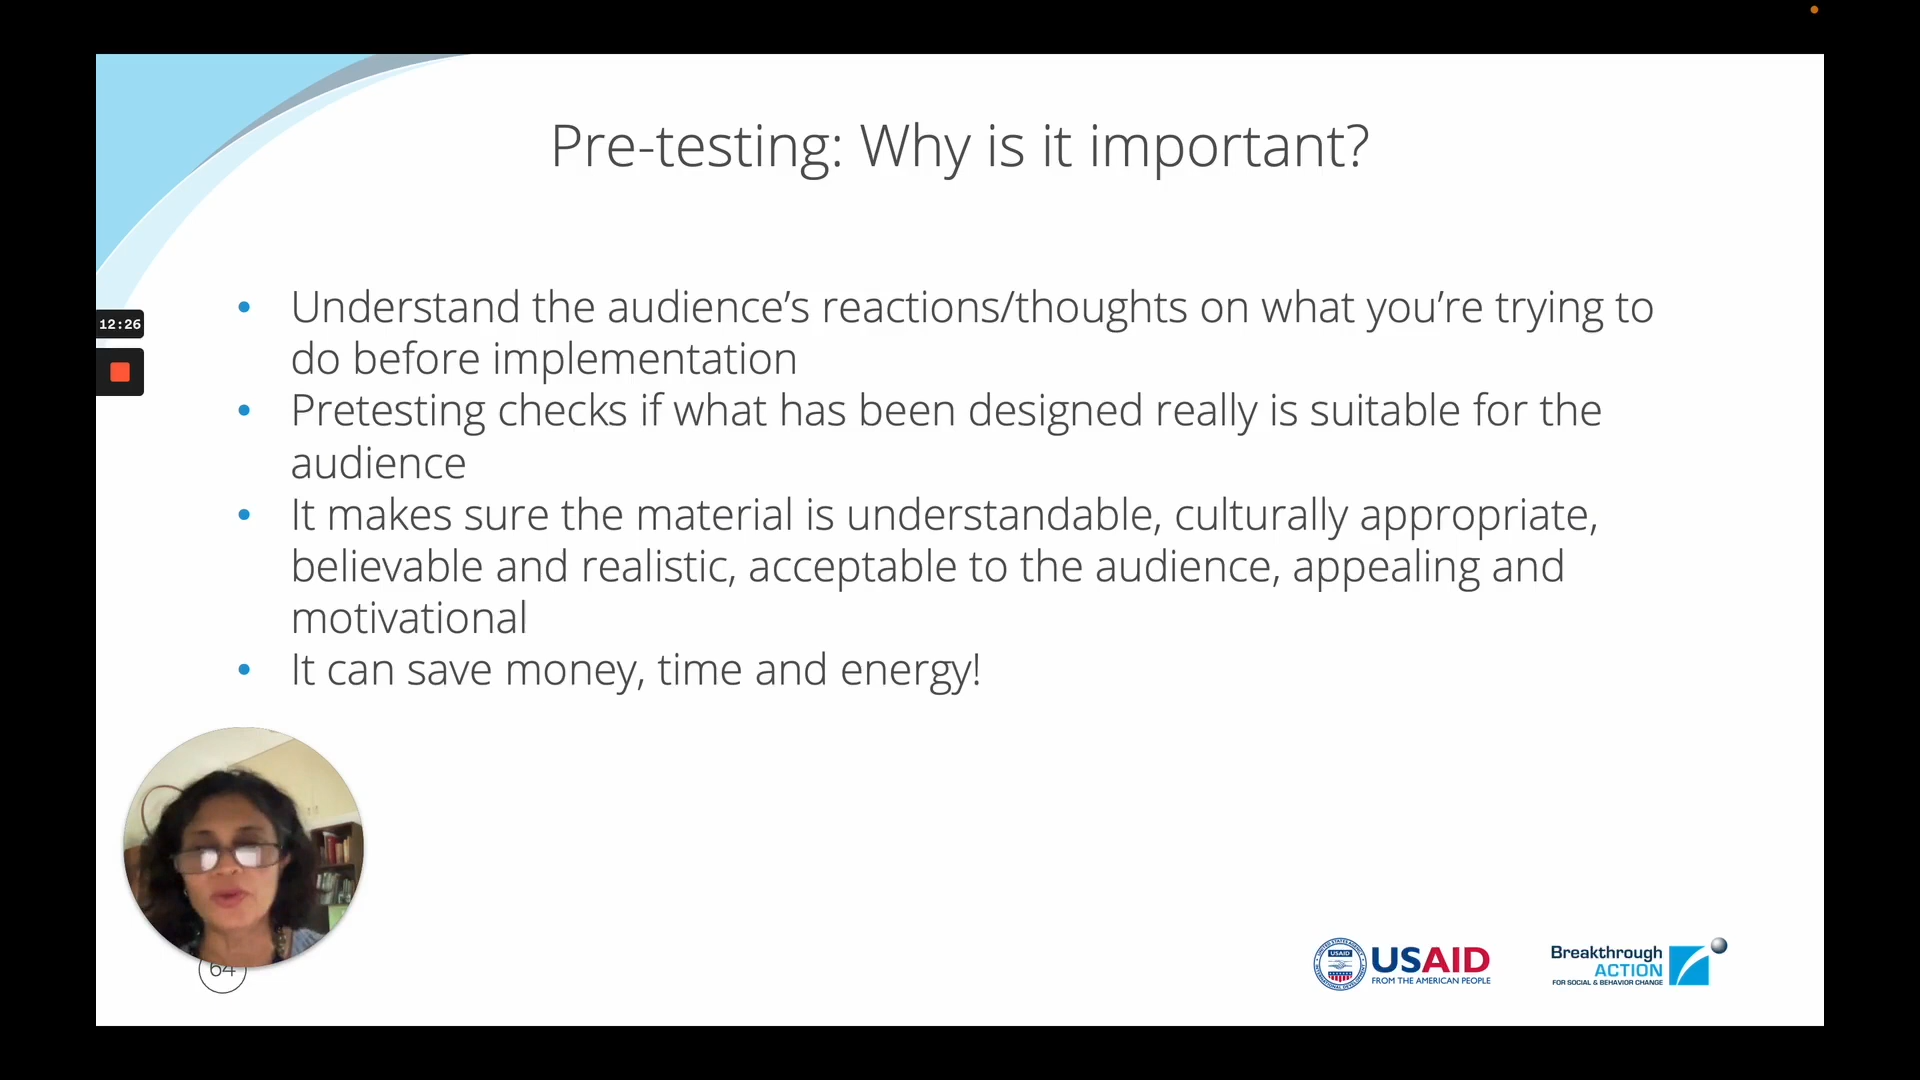 Pre-testing: Why is it important?
• Understand the audience’s reactions/thoughts on what you’re trying to
do before implementation
• Pretesting checks if what has been designed really is suitable for the
audience
• It makes sure the material is understandable, culturally appropriate,
believable and realistic, acceptable to the audience, appealing and
motivational
• It can save money, time and energy!
12:26
64
USAID
USAID
FROM THE AMERICAN PEOPLE
Breakthrough
ACTION
FOR SOCIAL & BEHAVIOR CHANGE